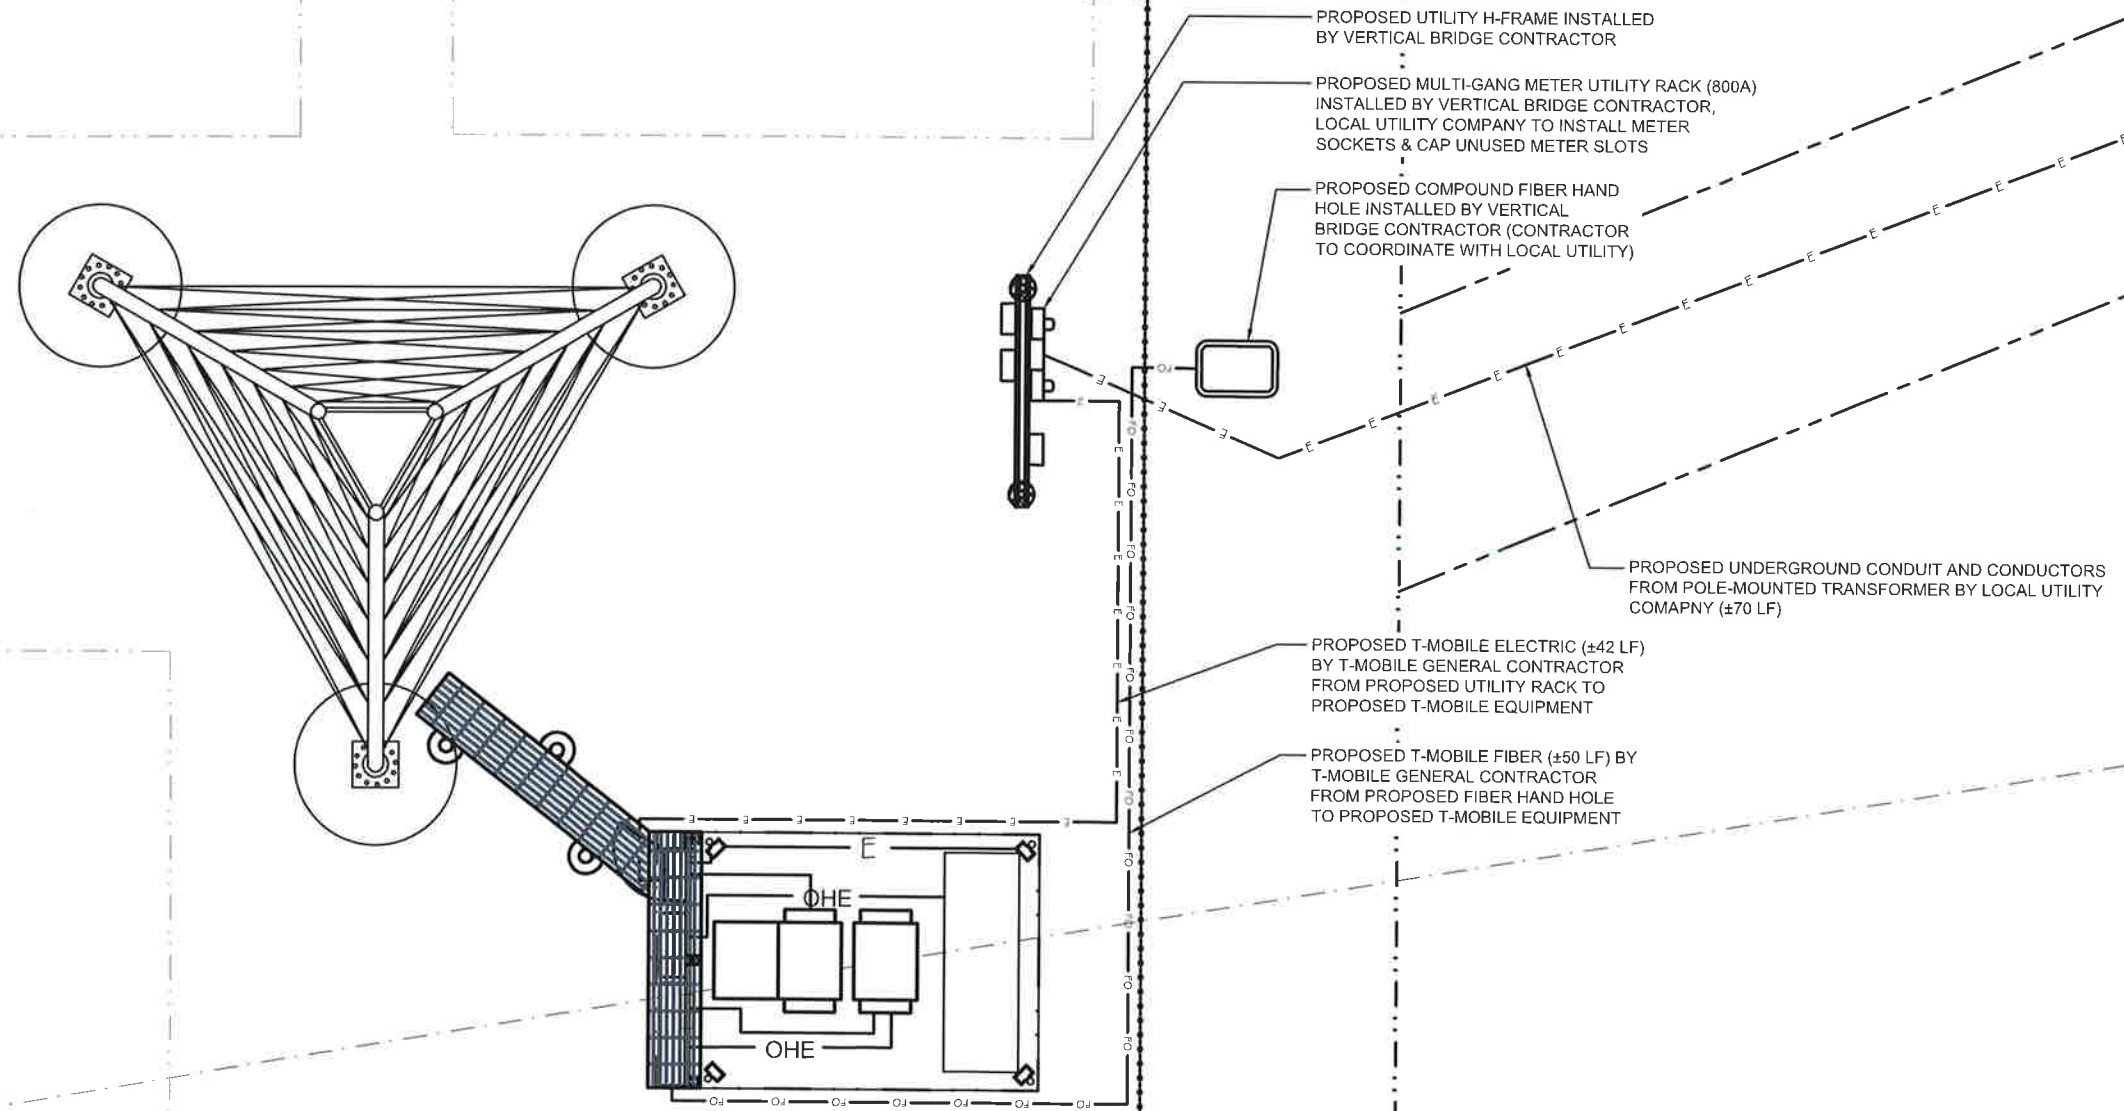 PROPOSED UTILITY H-FRAME INSTALLED
BY VERTICAL BRIDGE CONTRACTOR
PROPOSED MULTI-GANG METER UTILITY RACK (800A)
INSTALLED BY VERTICAL BRIDGE CONTRACTOR,
LOCAL UTILITY COMPANY TO INSTALL METER
SOCKETS & CAP UNUSED METER SLOTS
PROPOSED COMPOUND FIBER HAND
HOLE INSTALLED BY VERTICAL
BRIDGE CONTRACTOR (CONTRACTOR
TO COORDINATE WITH LOCAL UTILITY)
PROPOSED UNDERGROUND CONDUIT AND CONDUCTORS
FROM POLE-MOUNTED TRANSFORMER BY LOCAL UTILITY
COMAPNY (±70 LF)
PROPOSED T-MOBILE ELECTRIC (±42 LF)
BY T-MOBILE GENERAL CONTRACTOR
FROM PROPOSED UTILITY RACK TO
PROPOSED T-MOBILE EQUIPMENT
PROPOSED T-MOBILE FIBER (±50 LF) BY
T-MOBILE GENERAL CONTRACTOR
FROM PROPOSED FIBER HAND HOLE
TO PROPOSED T-MOBILE EQUIPMENT
E
OHE
OHE